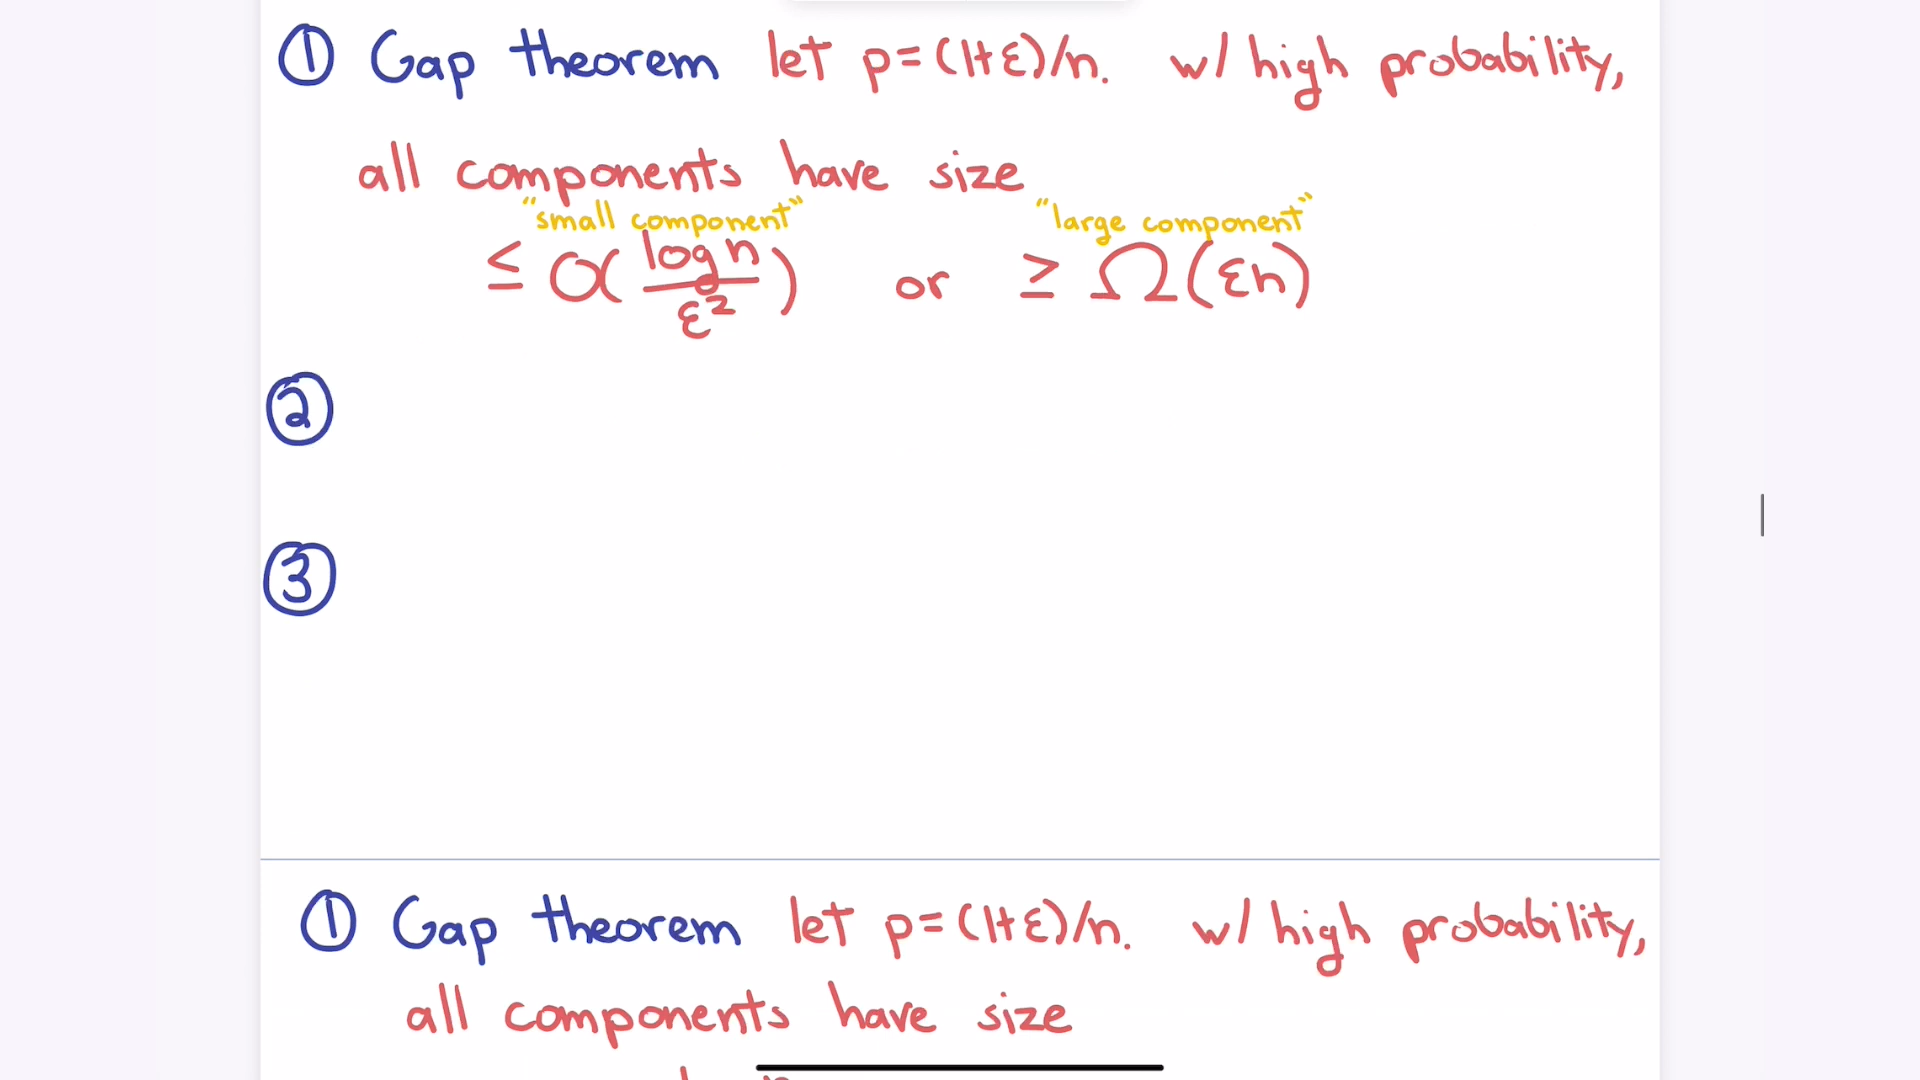 ① Gap theorem let p=(1+ε)/n. w/ high probability,
all components have size
"small component" "large component"
≤ O(log n / ε²) or ≥ Ω(εn)
②
③
① Gap theorem let p=(1+ε)/n. w/ high probability,
all components have size